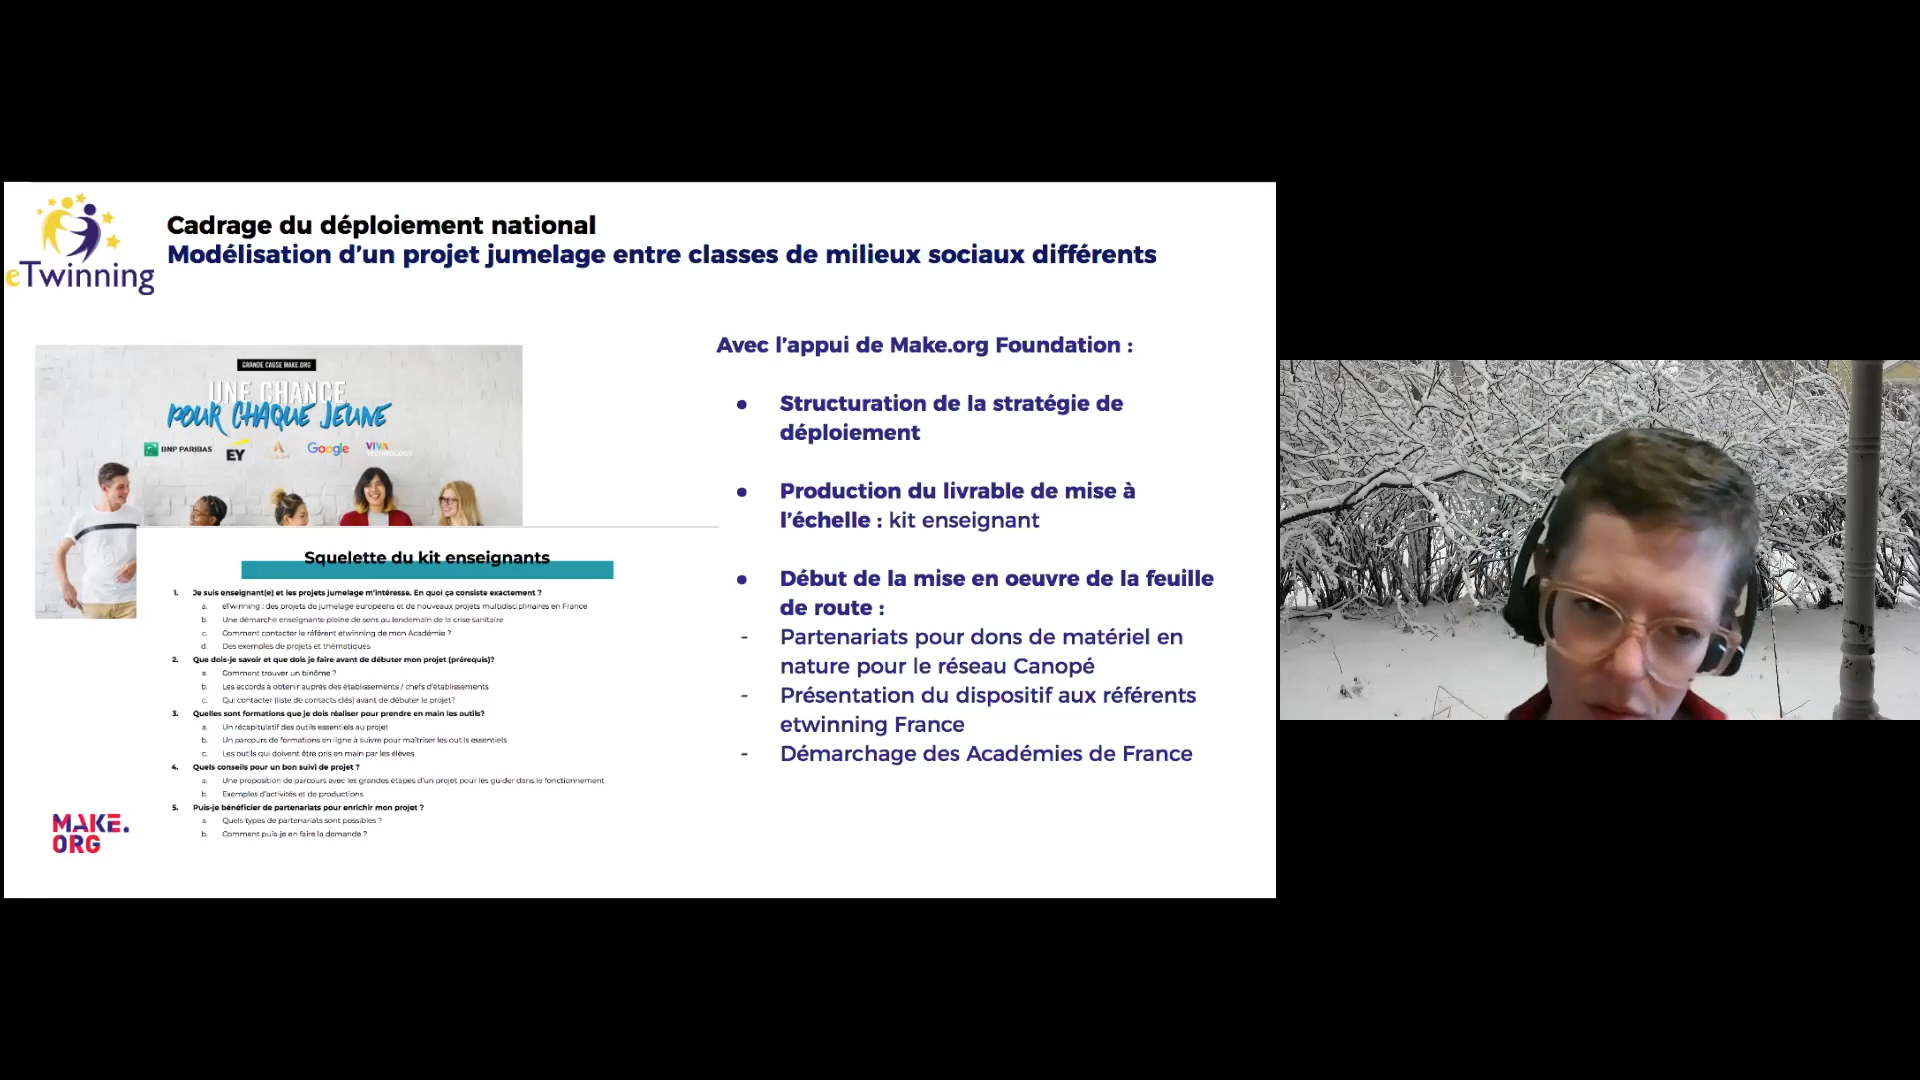 eTwinning
Cadrage du déploiement national
Modélisation d’un projet jumelage entre classes de milieux sociaux différents
GRANDE CAUSE MAKE.ORG
UNE CHANCE
POUR CHAQUE JEUNE
BNP PARIBAS
EY
Google
VIVA
TECHNOLOGY
Squelette du kit enseignants
1. Je suis enseignant(e) et les projets jumelage m’intéresse. En quoi ça consiste exactement ?
a. eTwinning : des projets de jumelage européens et de nouveaux projets multidisciplinaires en France
b. Une démarche enseignante pleine de sens au lendemain de la crise sanitaire
c. Comment contacter le référent etwinning de mon Académie ?
d. Des exemples de projets et thématiques
2. Que dois-je savoir et que dois je faire avant de débuter mon projet (prérequis)?
a. Comment trouver un binôme ?
b. Les accords à obtenir auprès des établissements / chefs d’établissements
c. Qui contacter (liste de contacts clés) avant de débuter le projet?
3. Quelles sont formations que je dois réaliser pour prendre en main les outils?
a. Un récapitulatif des outils essentiels au projet
b. Un parcours de formations en ligne à suivre pour maîtriser les outils essentiels
c. Les outils qui doivent être pris en main par les élèves
4. Quels conseils pour un bon suivi de projet ?
a. Une proposition de parcours avec les grandes étapes d’un projet pour les guider dans le fonctionnement
b. Exemples d’activités et de productions
5. Puis-je bénéficier de partenariats pour enrichir mon projet ?
a. Quels types de partenariats sont possibles ?
b. Comment puis-je en faire la demande ?
MAKE.
ORG
Avec l’appui de Make.org Foundation :
● Structuration de la stratégie de
déploiement
● Production du livrable de mise à
l’échelle : kit enseignant
● Début de la mise en oeuvre de la feuille
de route :
- Partenariats pour dons de matériel en
nature pour le réseau Canopé
- Présentation du dispositif aux référents
etwinning France
- Démarchage des Académies de France